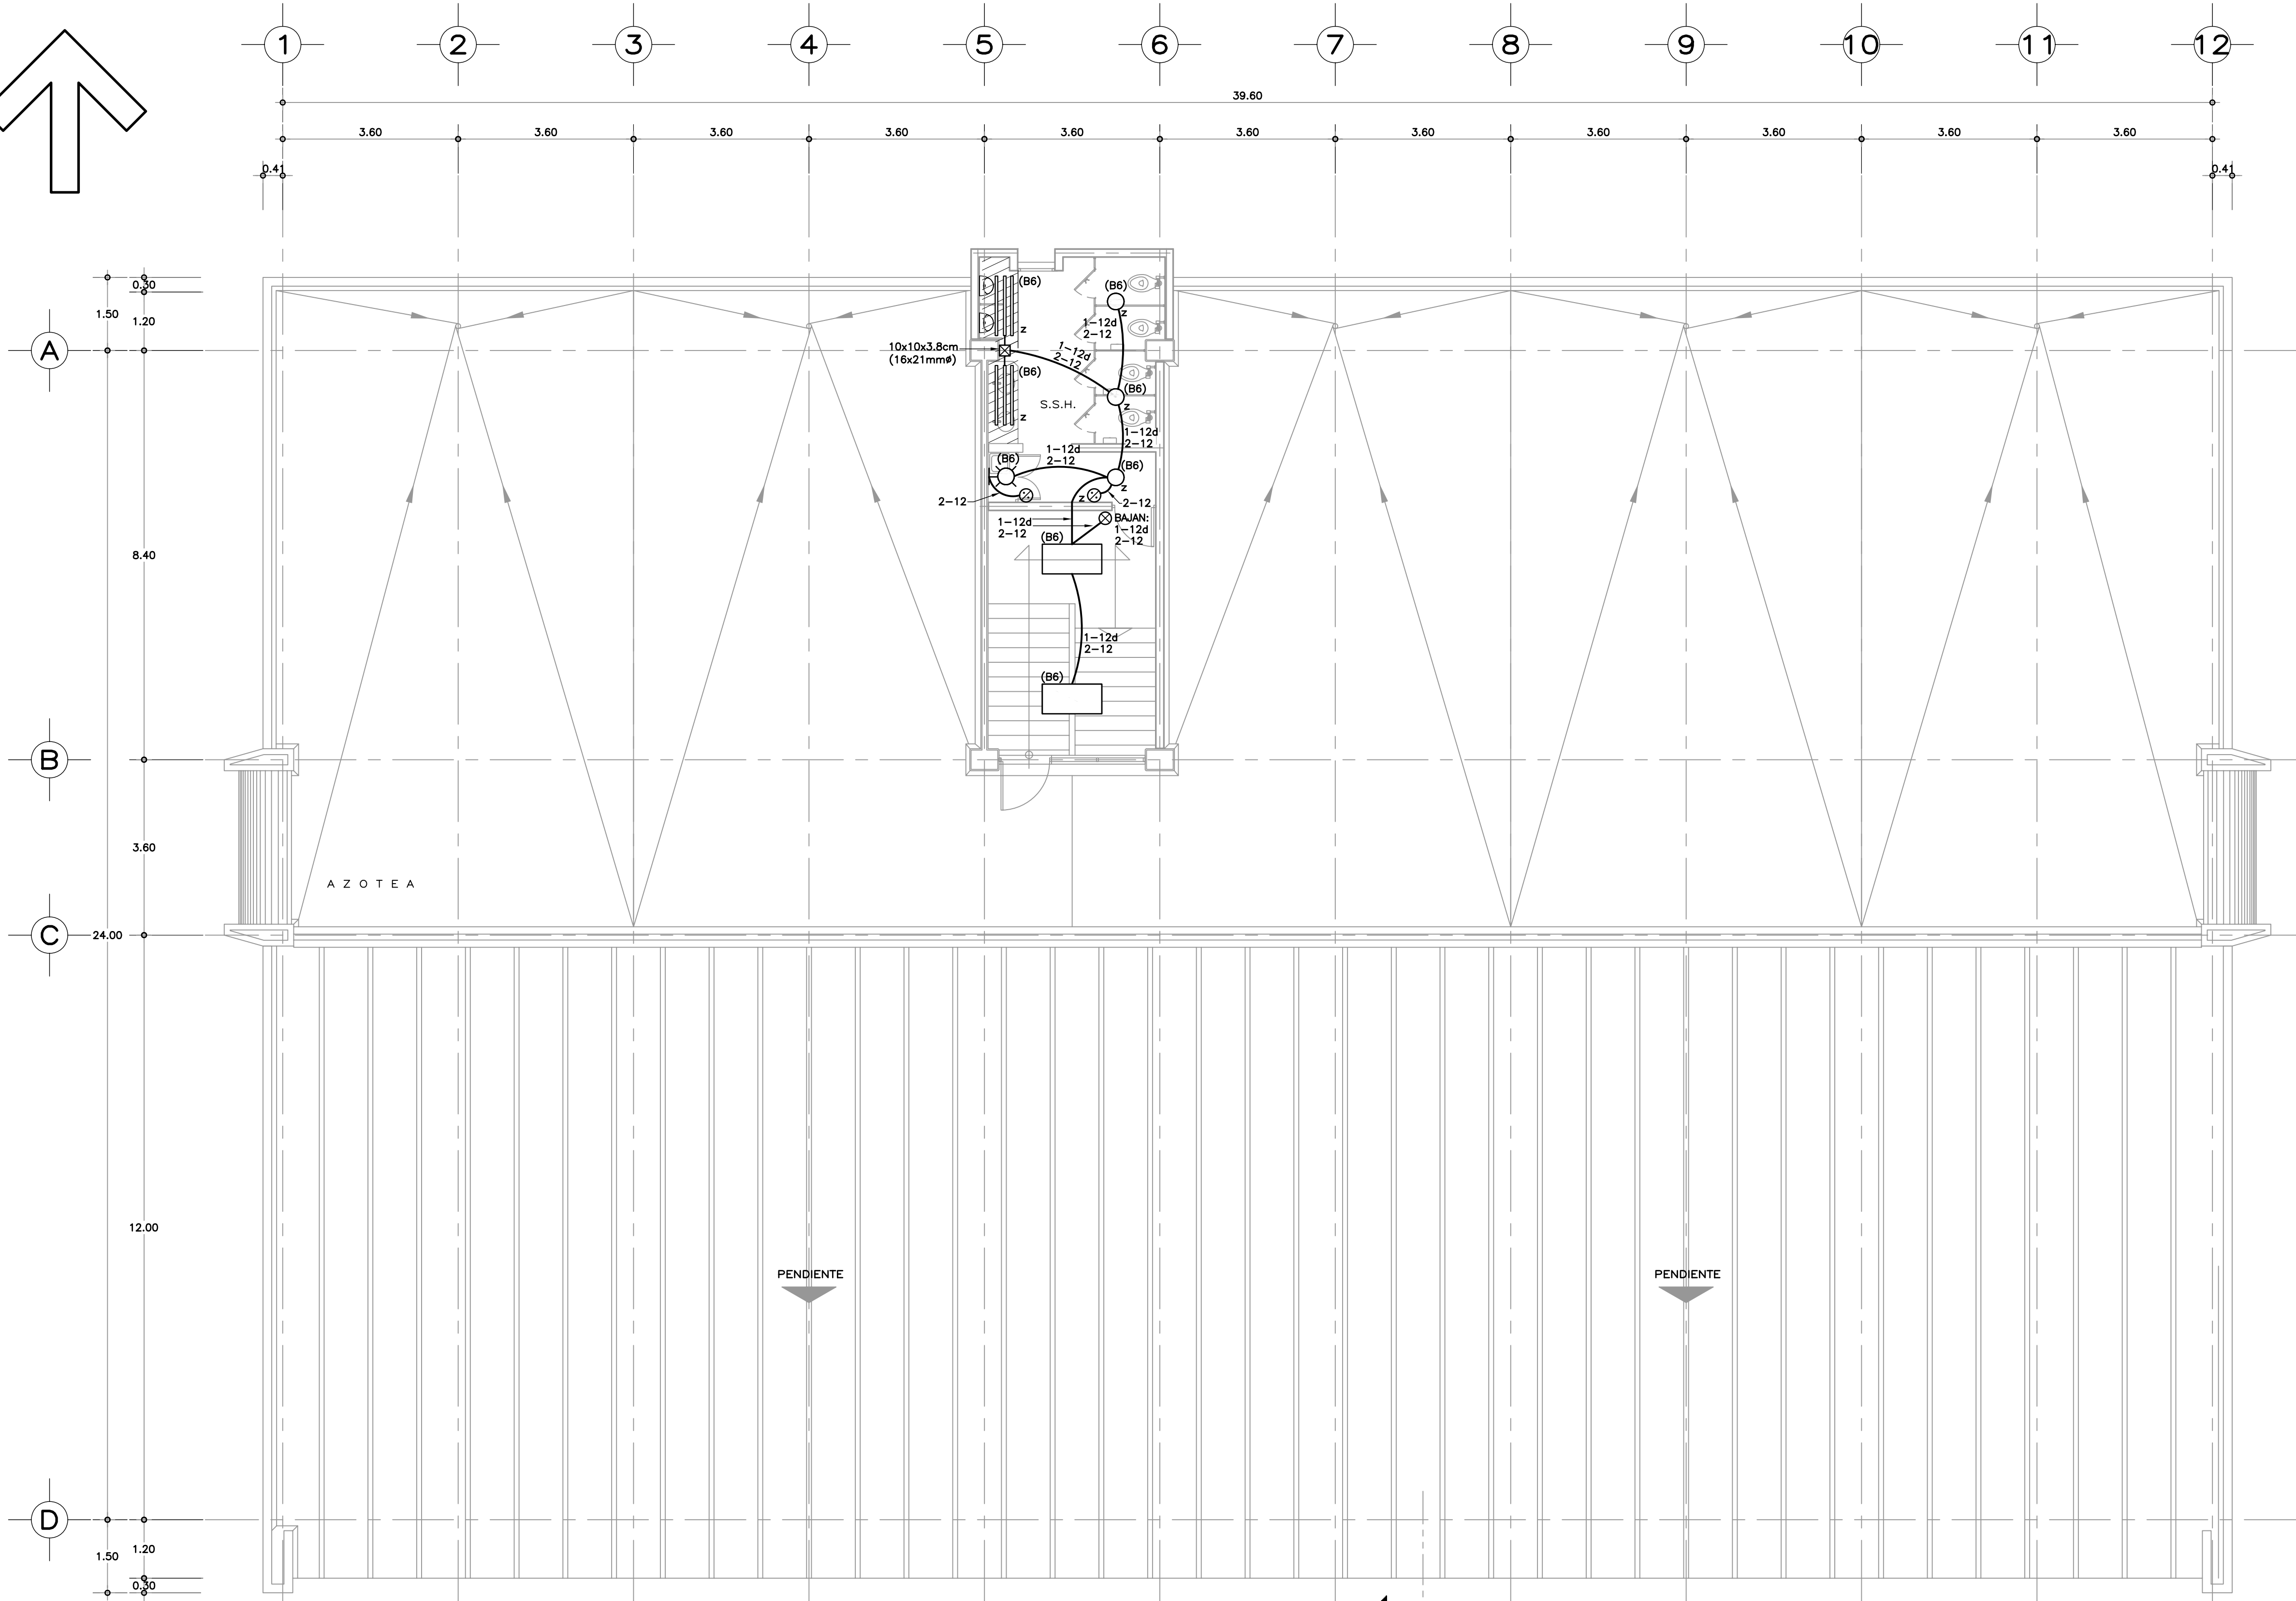 1
2
3
4
5
6
7
8
9
10
11
12
39.60
3.60
3.60
3.60
3.60
3.60
3.60
3.60
3.60
3.60
3.60
3.60
0.41
0.41
0.30
1.50
1.20
A
8.40
B
3.60
C
24.00
12.00
D
1.20
1.50
0.30
(B6)
z
(B6)
z
1-12d
2-12
10x10x3.8cm
(16x21mmø)
1-12d
2-12
(B6)
z
(B6)
z
S.S.H.
1-12d
2-12
1-12d
2-12
(B6)
(B6)
z
z
2-12
2-12
1-12d
2-12
BAJAN:
1-12d
2-12
(B6)
1-12d
2-12
(B6)
A Z O T E A
PENDIENTE
PENDIENTE